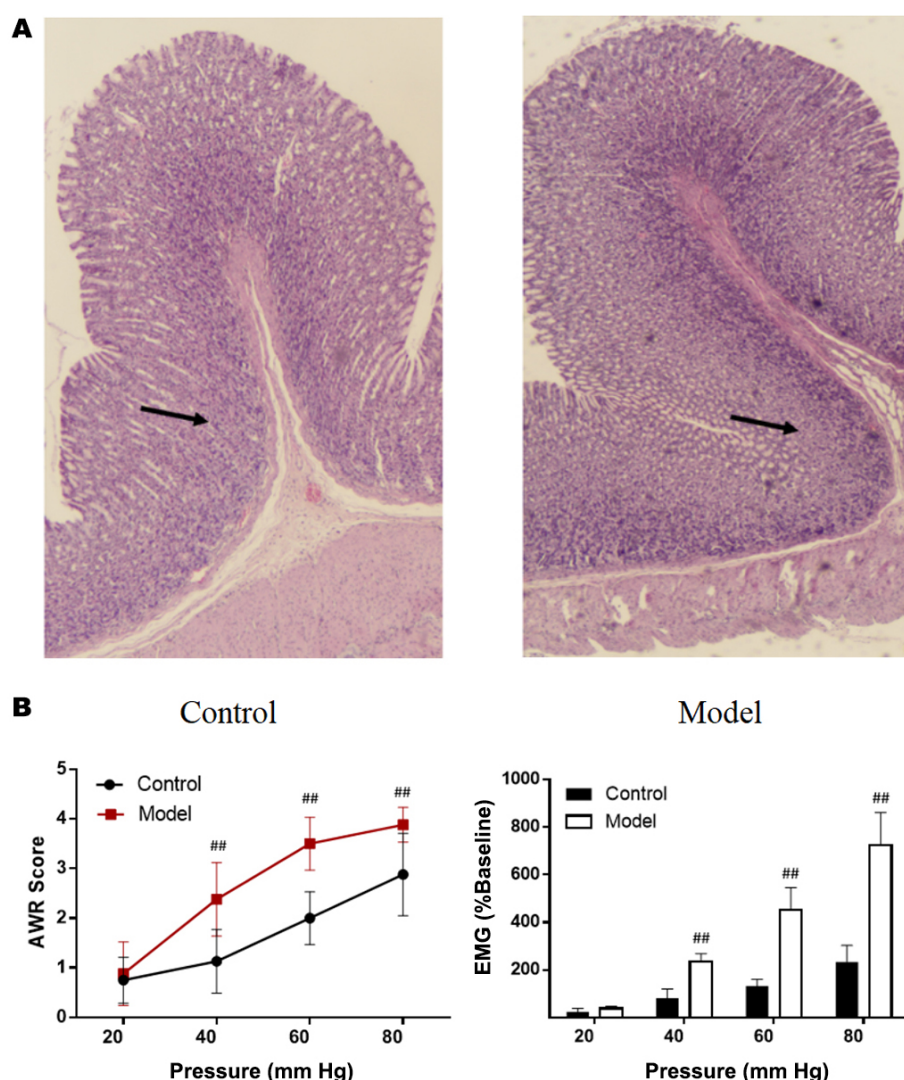 A
B
Control
Model
5
4
3
2
1
0
AWR Score
Control
Model
##
##
##
20
40
60
80
Pressure (mm Hg)
1000
800
600
400
200
EMG (%Baseline)
Control
Model
##
##
##
20
40
60
80
Pressure (mm Hg)